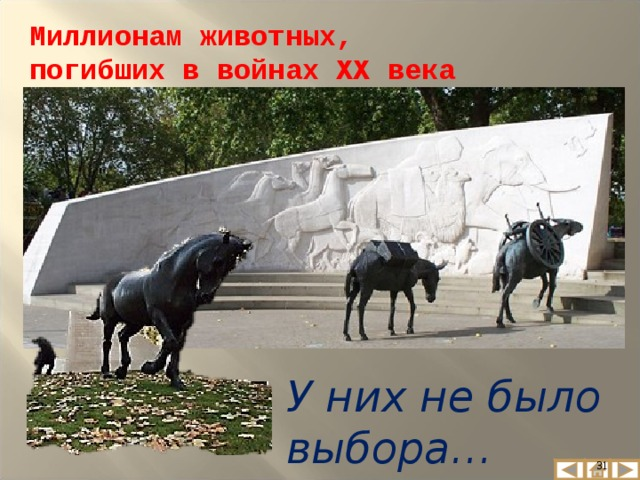 Миллионам животных,
погибших в войнах XX века
У них не было
выбора…
31